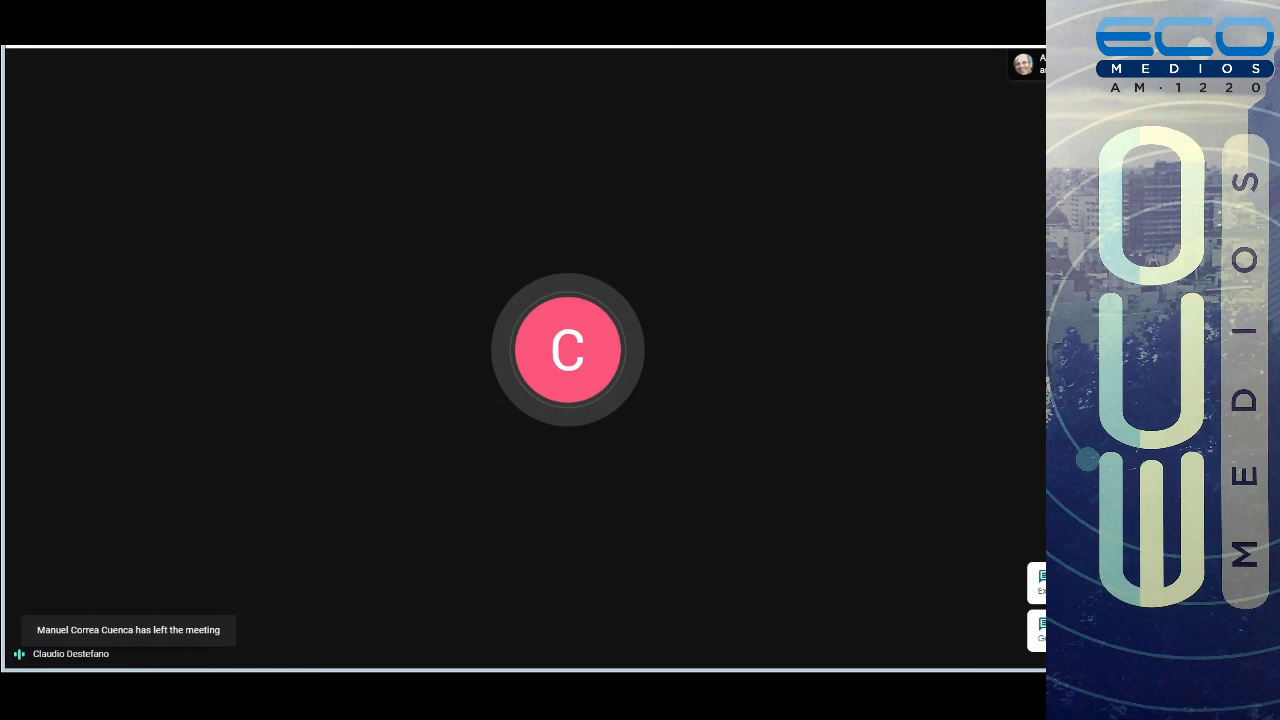 C
Manuel Correa Cuenca has left the meeting
Claudio Destefano
ECO
MEDIOS
AM·1220
ECO
MEDIOS